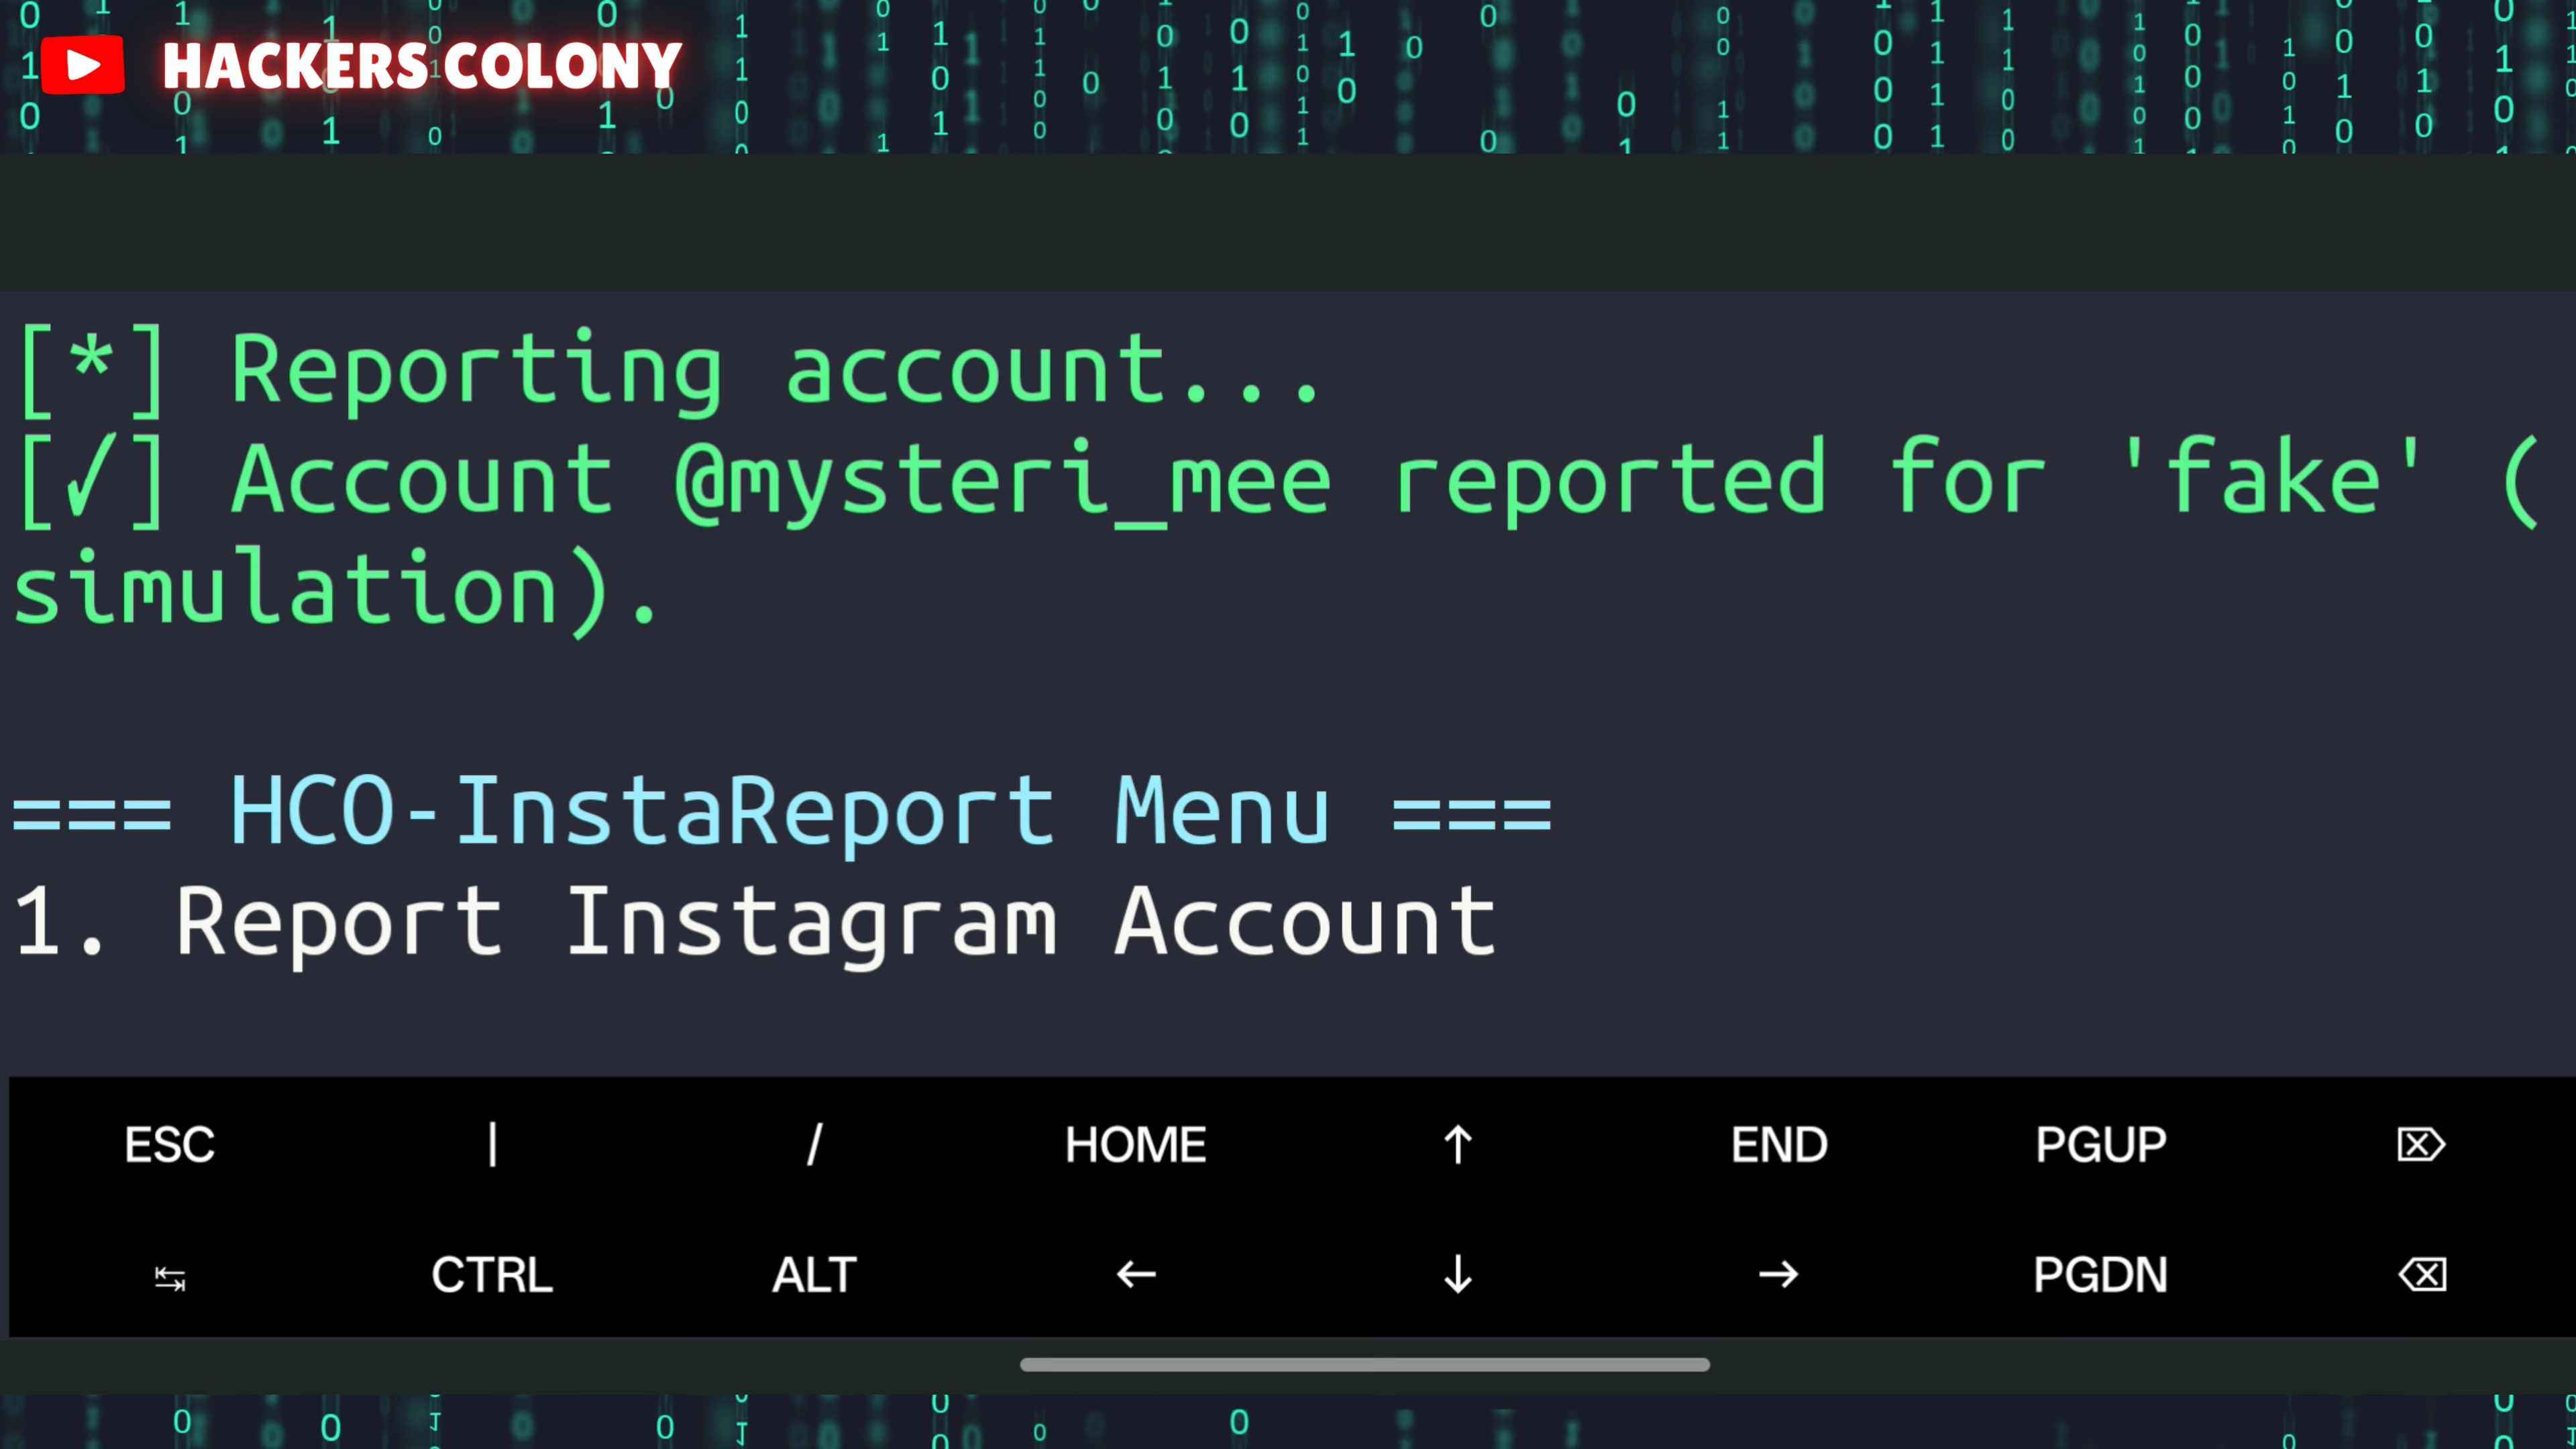 HACKERS COLONY
[*] Reporting account...
[✓] Account @mysteri_mee reported for 'fake' (
simulation).
=== HCO-InstaReport Menu ===
1. Report Instagram Account
ESC | / HOME ↑ END PGUP ⌦
↹ CTRL ALT ← ↓ → PGDN ⌫